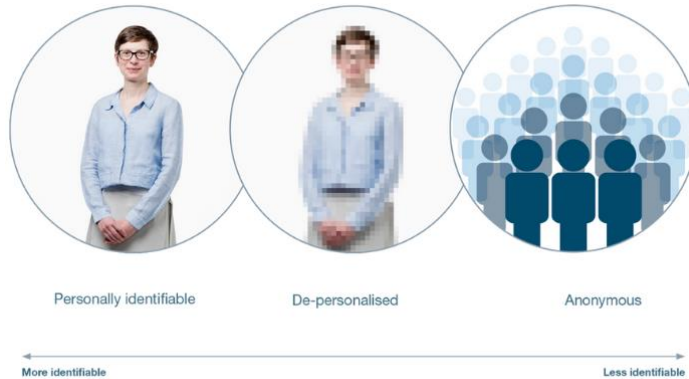 Personally identifiable
De-personalised
Anonymous
More identifiable
Less identifiable